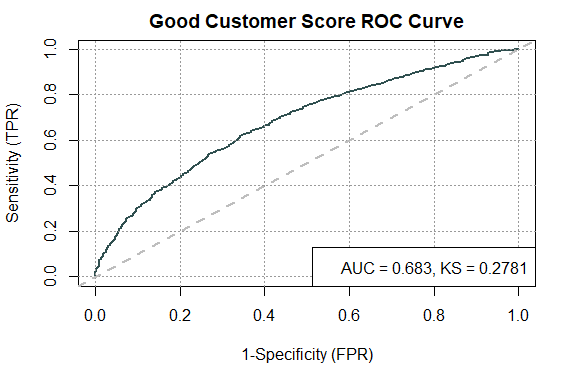 Good Customer Score ROC Curve
Sensitivity (TPR)
1.0
0.8
0.6
0.4
0.2
0.0
AUC = 0.683, KS = 0.2781
0.0 0.2 0.4 0.6 0.8 1.0
1-Specificity (FPR)